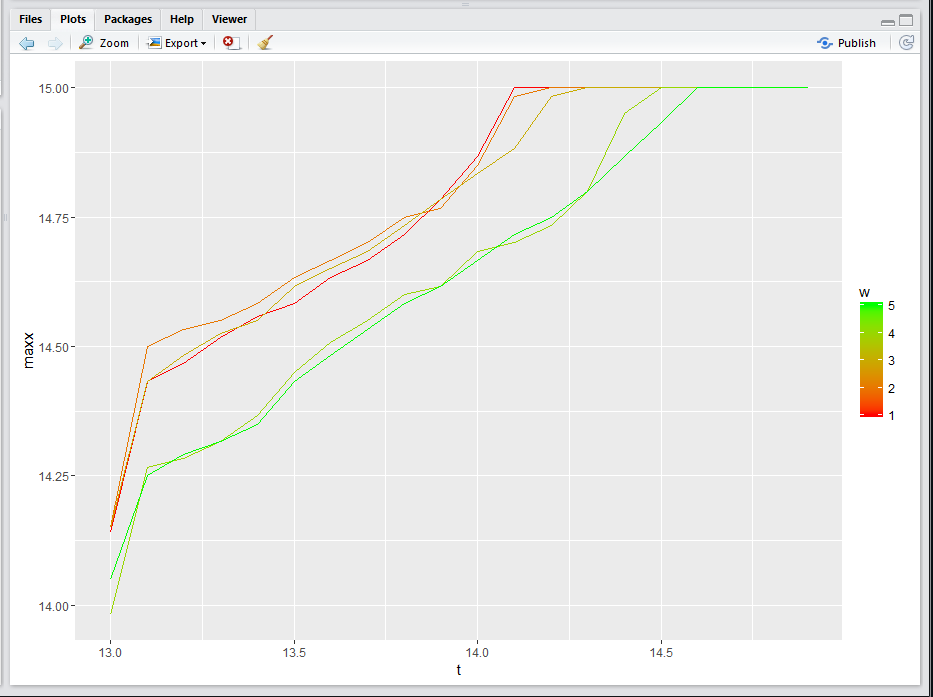 Files Plots Packages Help Viewer
Zoom Export Publish
15.00
14.75
14.50
14.25
14.00
maxx
13.0 13.5 14.0 14.5
t
W
5
4
3
2
1